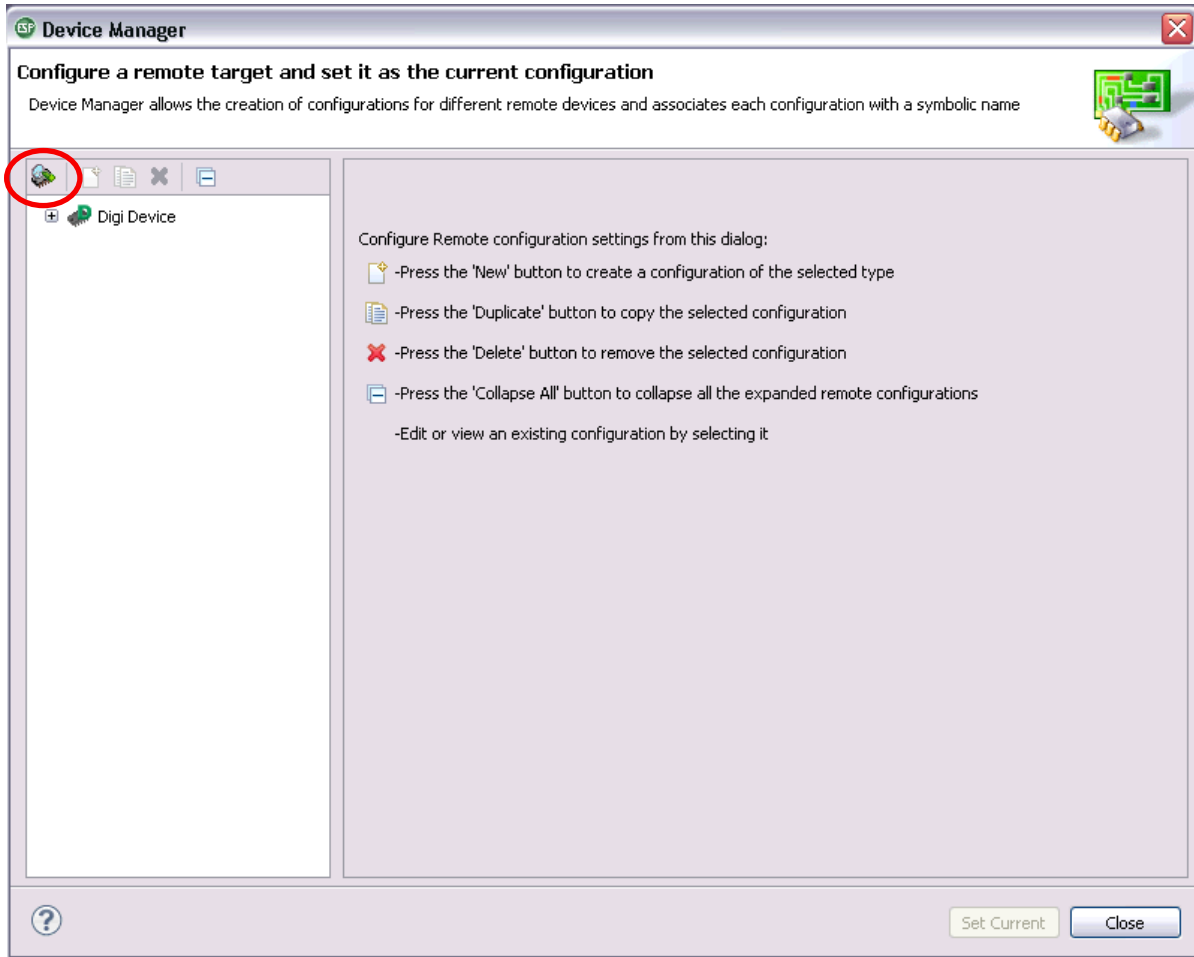 ESF Device Manager
Configure a remote target and set it as the current configuration
Device Manager allows the creation of configurations for different remote devices and associates each configuration with a symbolic name
Digi Device
Configure Remote configuration settings from this dialog:
-Press the 'New' button to create a configuration of the selected type
-Press the 'Duplicate' button to copy the selected configuration
-Press the 'Delete' button to remove the selected configuration
-Press the 'Collapse All' button to collapse all the expanded remote configurations
-Edit or view an existing configuration by selecting it
Set Current Close